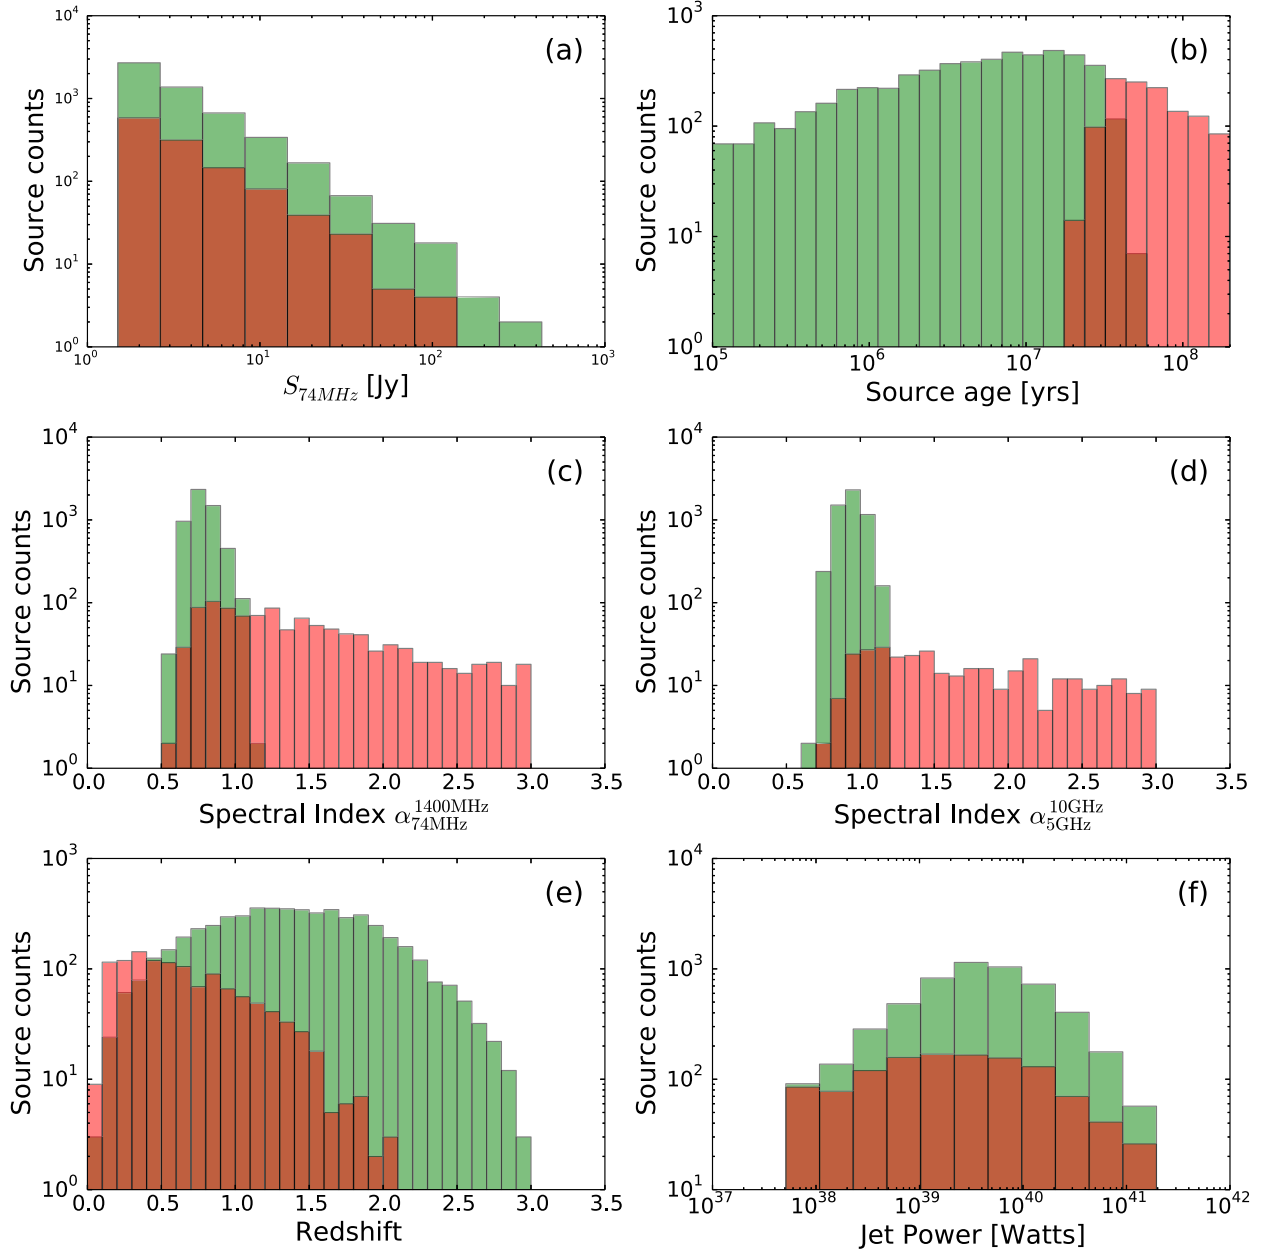 (a)
10^4
10^3
10^2
10^1
10^0
Source counts
10^0 10^1 10^2 10^3
S_{74MHz} [Jy]
(b)
10^3
10^2
10^1
10^0
Source counts
10^5 10^6 10^7 10^8
Source age [yrs]
(c)
10^4
10^3
10^2
10^1
10^0
Source counts
0.0 0.5 1.0 1.5 2.0 2.5 3.0 3.5
Spectral Index α_{74MHz}^{1400MHz}
(d)
10^4
10^3
10^2
10^1
10^0
Source counts
0.0 0.5 1.0 1.5 2.0 2.5 3.0 3.5
Spectral Index α_{5GHz}^{10GHz}
(e)
10^3
10^2
10^1
10^0
Source counts
0.0 0.5 1.0 1.5 2.0 2.5 3.0 3.5
Redshift
(f)
10^4
10^3
10^2
10^1
Source counts
10^37 10^38 10^39 10^40 10^41 10^42
Jet Power [Watts]